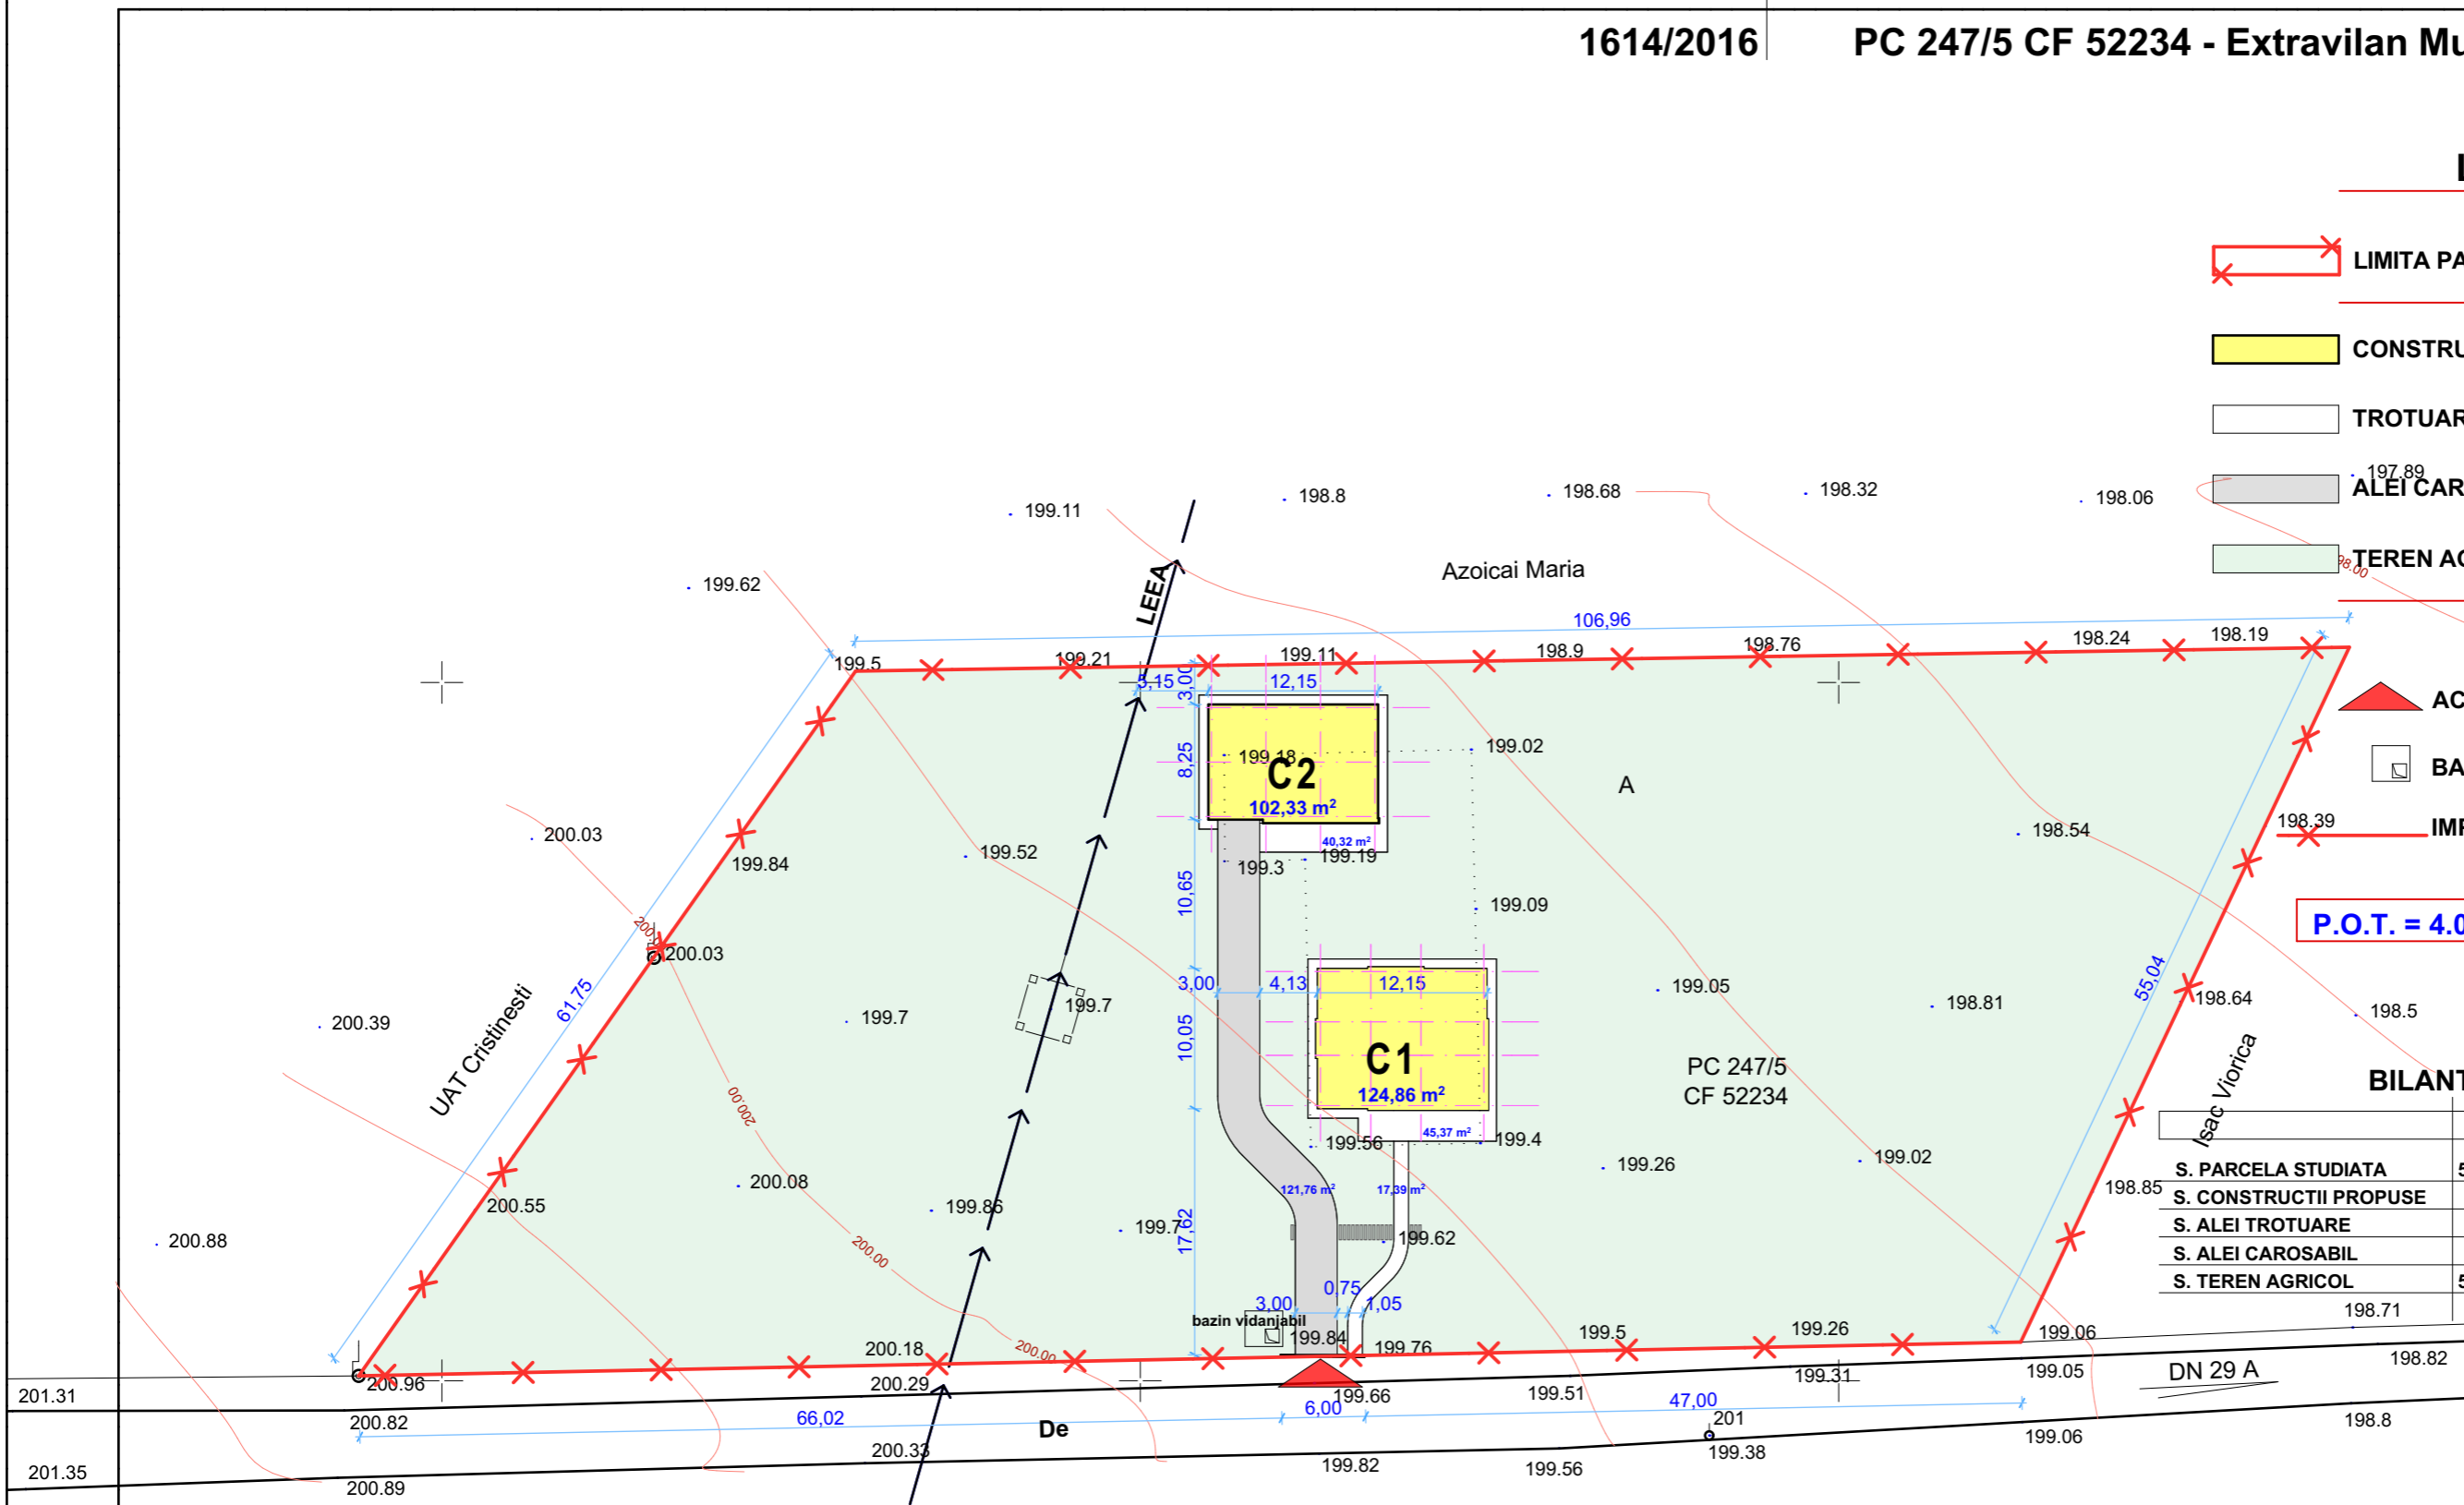 1614/2016
PC 247/5 CF 52234 - Extravilan Mu
L
LIMITA PA
CONSTRU
TROTUAR
197.89
ALEI CAR
TEREN AG
98.00
199.11
198.8
198.68
198.32
198.06
199.62
LEEA
Azoicai Maria
106,96
199.5
199.21
199.11
198.9
198.76
198.24
198.19
3,15
3,00
12,15
AC
8,25
199.18
C2
102,33 m²
199.02
A
BA
200.03
199.84
199.52
40,32 m²
199.3
199.19
198.54
198.39
IMP
10,65
199.09
P.O.T. = 4.0
200.03
61,75
UAT Cristinesti
200.39
199.7
199.7
3,00
4,13
12,15
199.05
198.81
55,04
198.64
198.5
10,05
C1
124,86 m²
PC 247/5
CF 52234
Isac Viorica
BILANT
200.00
45,37 m²
199.56
199.4
199.26
199.02
S. PARCELA STUDIATA 5
S. CONSTRUCTII PROPUSE
S. ALEI TROTUARE
S. ALEI CAROSABIL
S. TEREN AGRICOL 5
198.85
200.08
200.55
121,76 m²
17,39 m²
199.86
199.7
17,62
199.62
200.88
200.00
0,75
3,00
1,05
bazin vidanjabil
199.84
198.71
200.18
200.00
199.76
199.5
199.26
199.06
201.31
200.96
200.29
199.66
199.51
199.31
199.05
DN 29 A
198.82
200.82
66,02
De
6,00
47,00
201
198.8
201.35
200.33
199.82
199.56
199.38
199.06
200.89